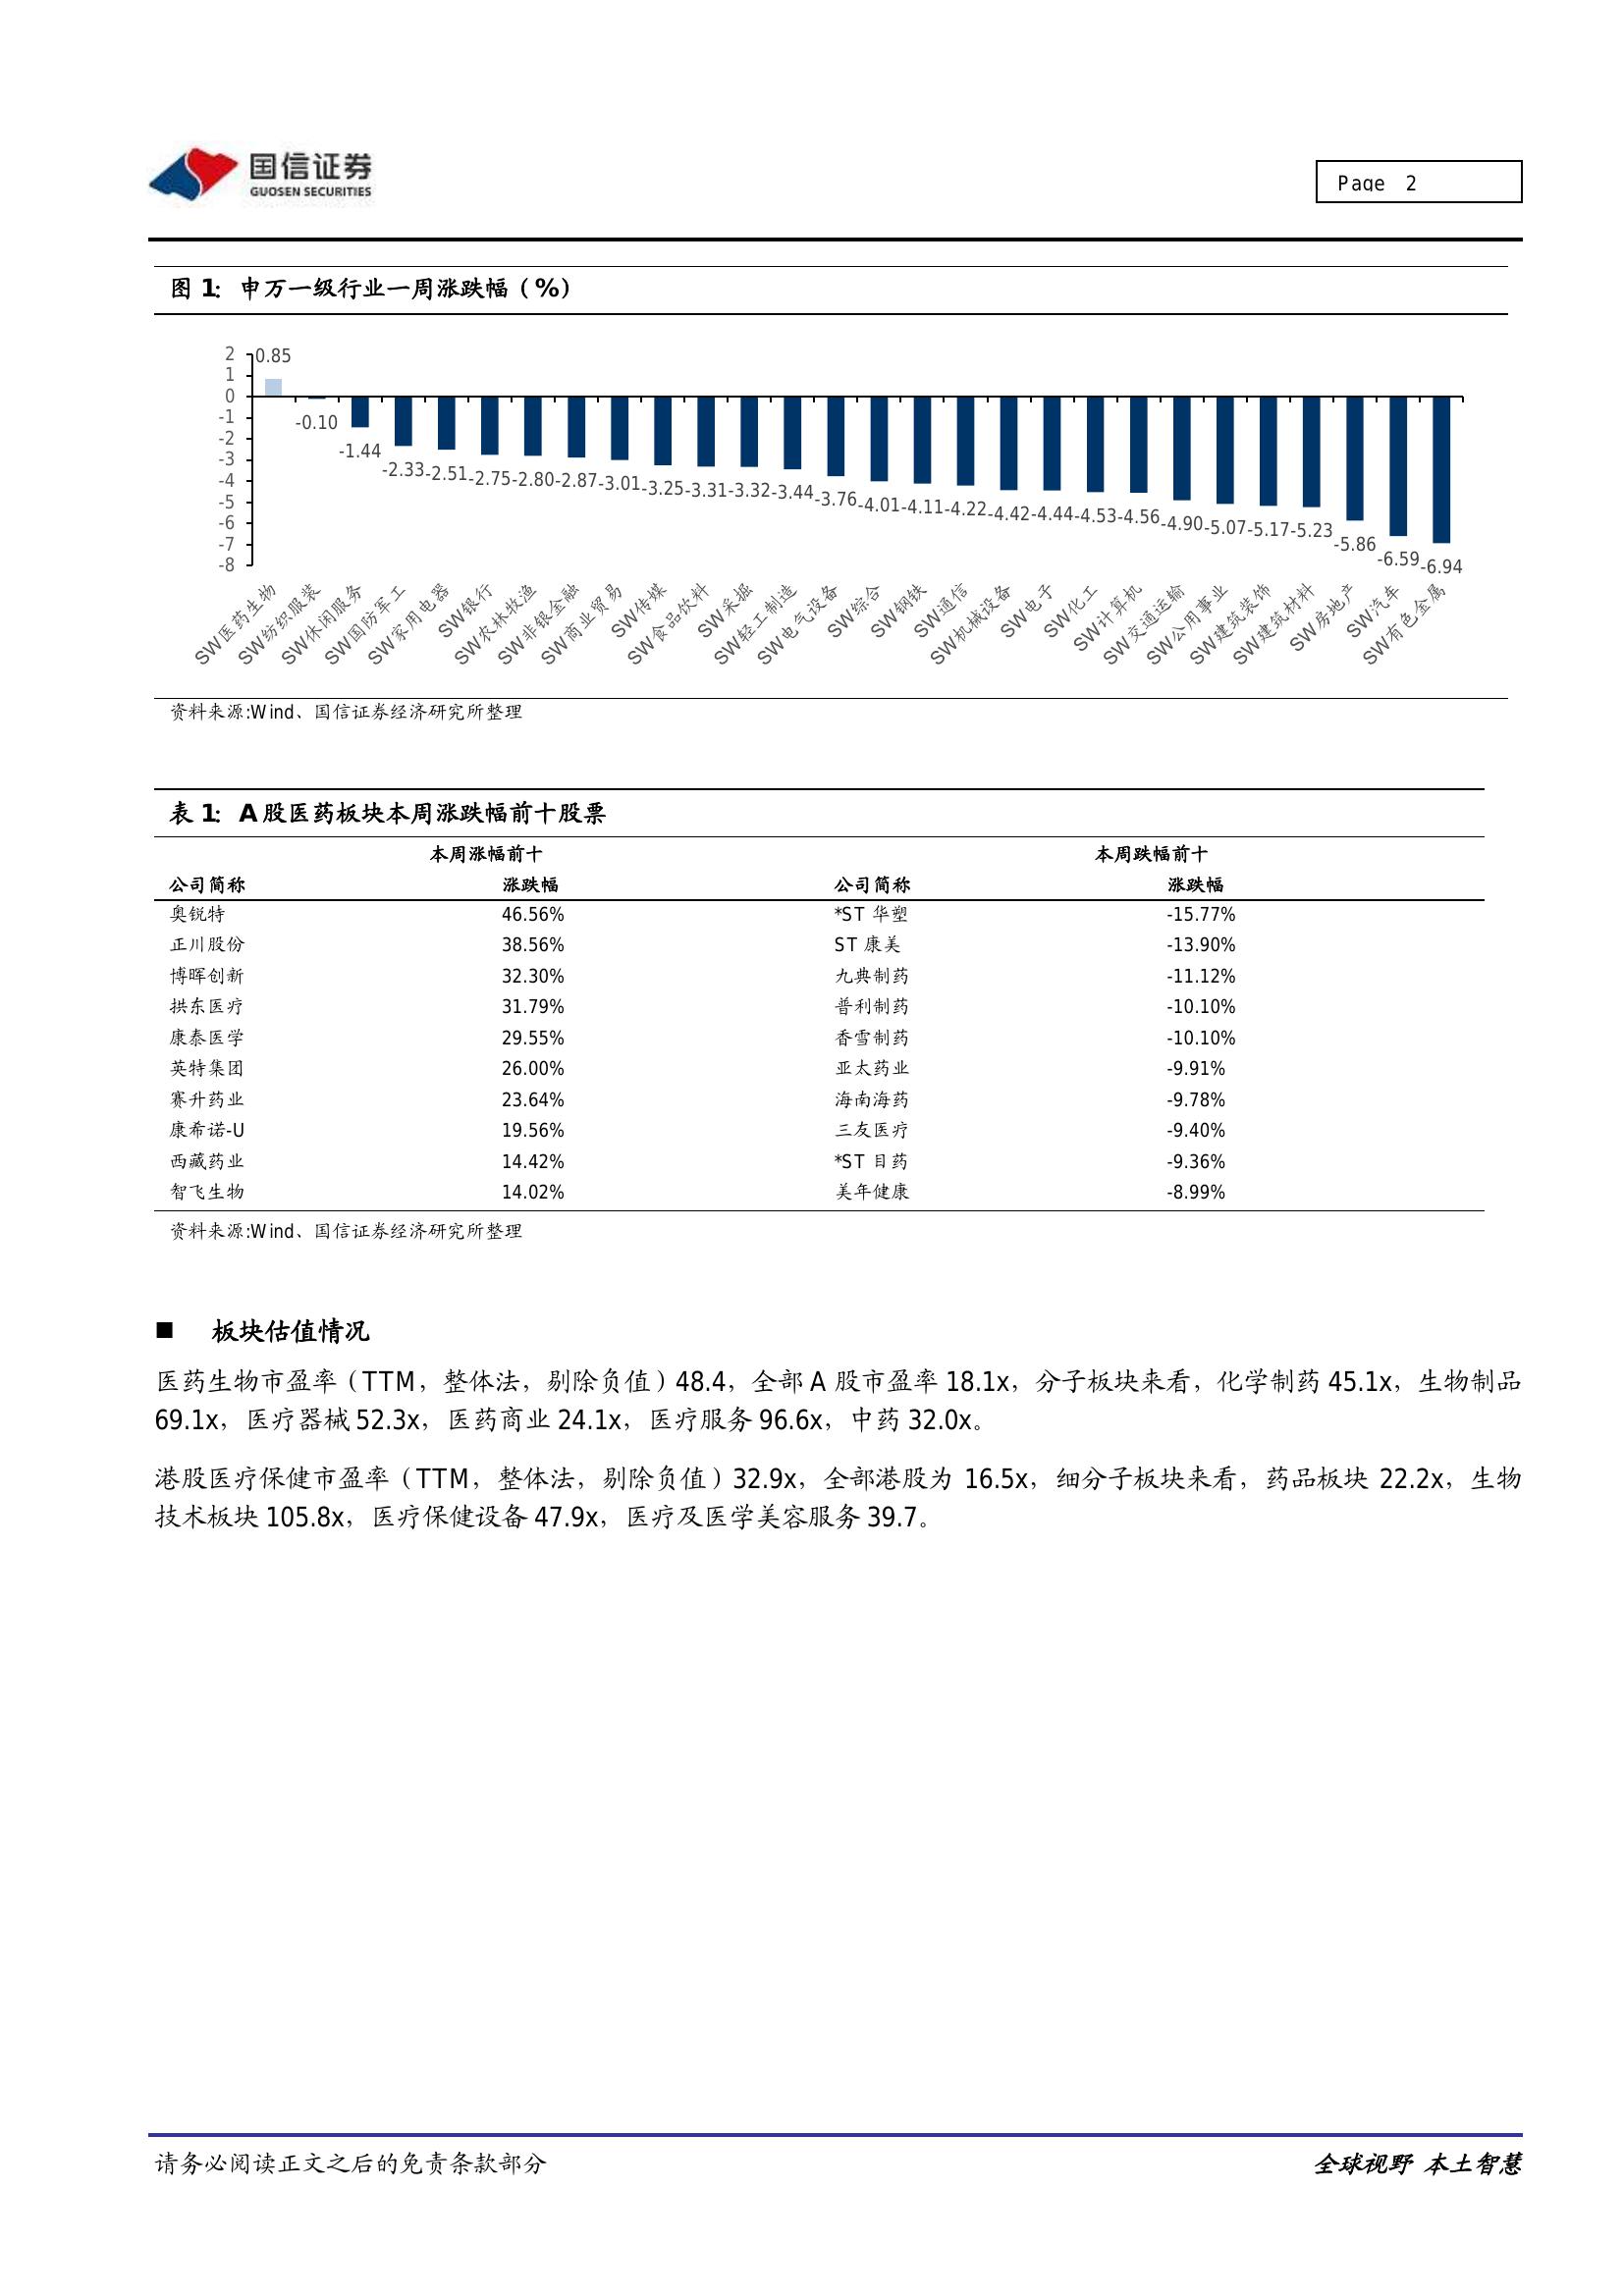 国信证券
GUOSEN SECURITIES
Page 2
图 1: 申万一级行业一周涨跌幅（%）
2
1
0
-1
-2
-3
-4
-5
-6
-7
-8
0.85
-0.10
-1.44
-2.33
-2.51
-2.75
-2.80
-2.87
-3.01
-3.25
-3.31
-3.32
-3.44
-3.76
-4.01
-4.11
-4.22
-4.42
-4.44
-4.53
-4.56
-4.90
-5.07
-5.17
-5.23
-5.86
-6.59
-6.94
SW医药生物
SW纺织服装
SW休闲服务
SW国防军工
SW家用电器
SW银行
SW农林牧渔
SW非银金融
SW商业贸易
SW传媒
SW食品饮料
SW采掘
SW轻工制造
SW电气设备
SW综合
SW钢铁
SW通信
SW机械设备
SW电子
SW化工
SW计算机
SW交通运输
SW公用事业
SW建筑装饰
SW建筑材料
SW房地产
SW汽车
SW有色金属
资料来源:Wind、国信证券经济研究所整理
表 1: A 股医药板块本周涨跌幅前十股票
本周涨幅前十 本周跌幅前十
公司简称 涨跌幅 公司简称 涨跌幅
奥锐特 46.56% *ST 华塑 -15.77%
正川股份 38.56% ST 康美 -13.90%
博晖创新 32.30% 九典制药 -11.12%
拱东医疗 31.79% 普利制药 -10.10%
康泰医学 29.55% 香雪制药 -10.10%
英特集团 26.00% 亚太药业 -9.91%
赛升药业 23.64% 海南海药 -9.78%
康希诺-U 19.56% 三友医疗 -9.40%
西藏药业 14.42% *ST 目药 -9.36%
智飞生物 14.02% 美年健康 -8.99%
资料来源:Wind、国信证券经济研究所整理
■ 板块估值情况
医药生物市盈率（TTM，整体法，剔除负值）48.4，全部 A 股市盈率 18.1x，分子板块来看，化学制药 45.1x，生物制品
69.1x，医疗器械 52.3x，医药商业 24.1x，医疗服务 96.6x，中药 32.0x。
港股医疗保健市盈率（TTM，整体法，剔除负值）32.9x，全部港股为 16.5x，细分子板块来看，药品板块 22.2x，生物
技术板块 105.8x，医疗保健设备 47.9x，医疗及医学美容服务 39.7。
请务必阅读正文之后的免责条款部分
全球视野 本土智慧